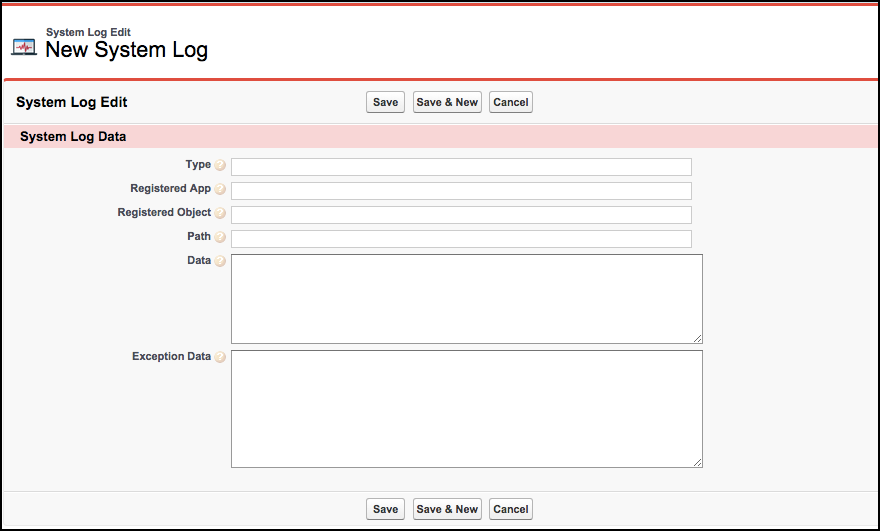 System Log Edit
New System Log
System Log Edit Save Save & New Cancel
System Log Data
Type ?
Registered App ?
Registered Object ?
Path ?
Data ?
Exception Data ?
Save Save & New Cancel